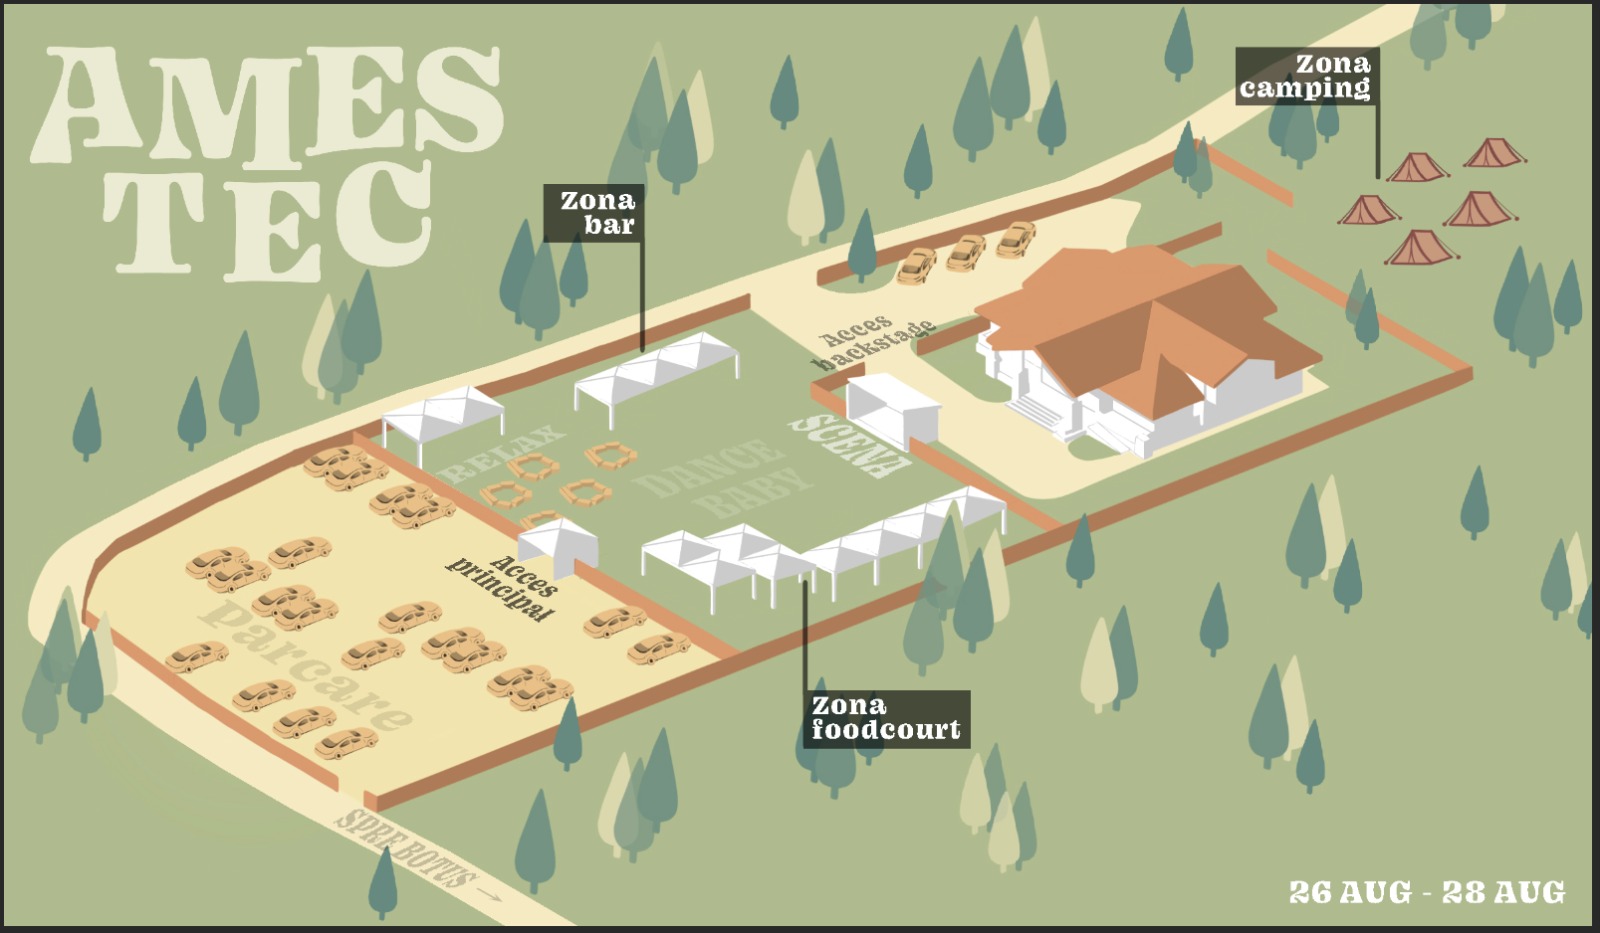 AMES
TEC
Zona
camping
Zona
bar
Acces
backstage
SCENA
RELAX
DANCE
BABY
Acces
principal
parcare
Zona
foodcourt
SPRE BOTUS →
26 AUG - 28 AUG